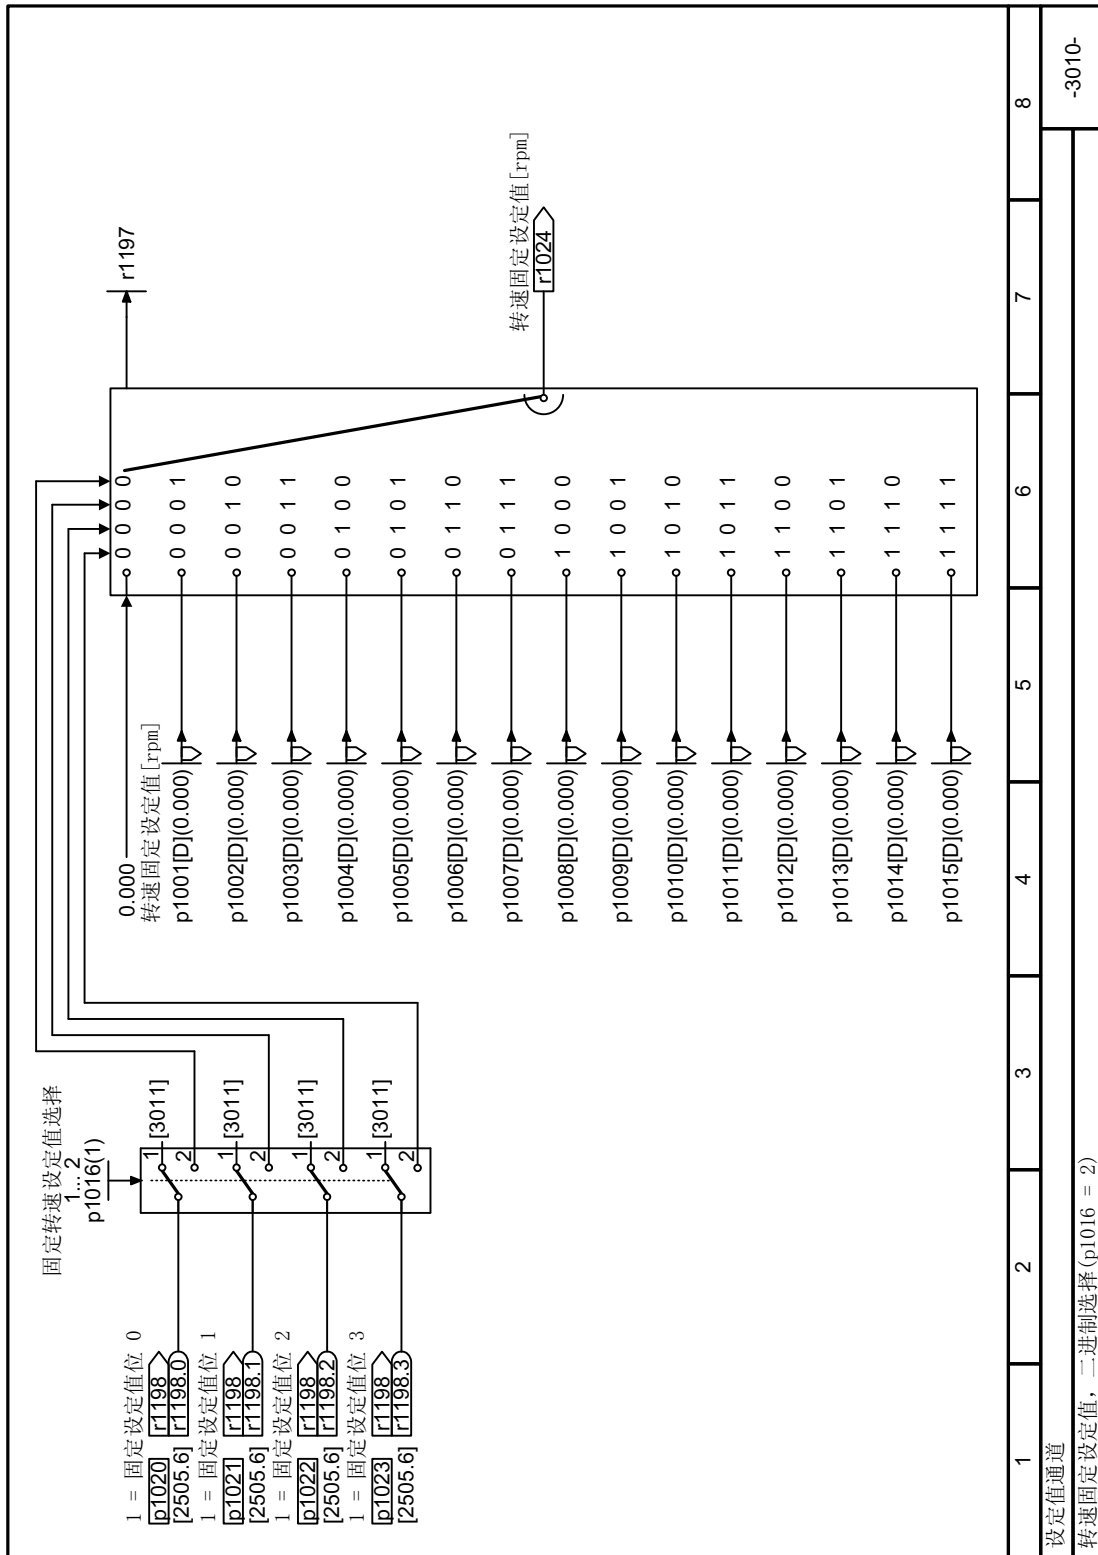 固定转速设定值选择
1...2
p1016(1)
1 = 固定设定值位 0
p1020 r1198
[2505.6] r1198.0
1 = 固定设定值位 1
p1021 r1198
[2505.6] r1198.1
1 = 固定设定值位 2
p1022 r1198
[2505.6] r1198.2
1 = 固定设定值位 3
p1023 r1198
[2505.6] r1198.3
1 [3011]
2
1 [3011]
2
1 [3011]
2
1 [3011]
2
0.000
转速固定设定值[rpm]
p1001[D](0.000)
p1002[D](0.000)
p1003[D](0.000)
p1004[D](0.000)
p1005[D](0.000)
p1006[D](0.000)
p1007[D](0.000)
p1008[D](0.000)
p1009[D](0.000)
p1010[D](0.000)
p1011[D](0.000)
p1012[D](0.000)
p1013[D](0.000)
p1014[D](0.000)
p1015[D](0.000)
0 0 0 0
0 0 0 1
0 0 1 0
0 0 1 1
0 1 0 0
0 1 0 1
0 1 1 0
0 1 1 1
1 0 0 0
1 0 0 1
1 0 1 0
1 0 1 1
1 1 0 0
1 1 0 1
1 1 1 0
1 1 1 1
r1197
转速固定设定值[rpm]
r1024
1 2 3 4 5 6 7 8
设定值通道
转速固定设定值，二进制选择(p1016 = 2)
-3010-